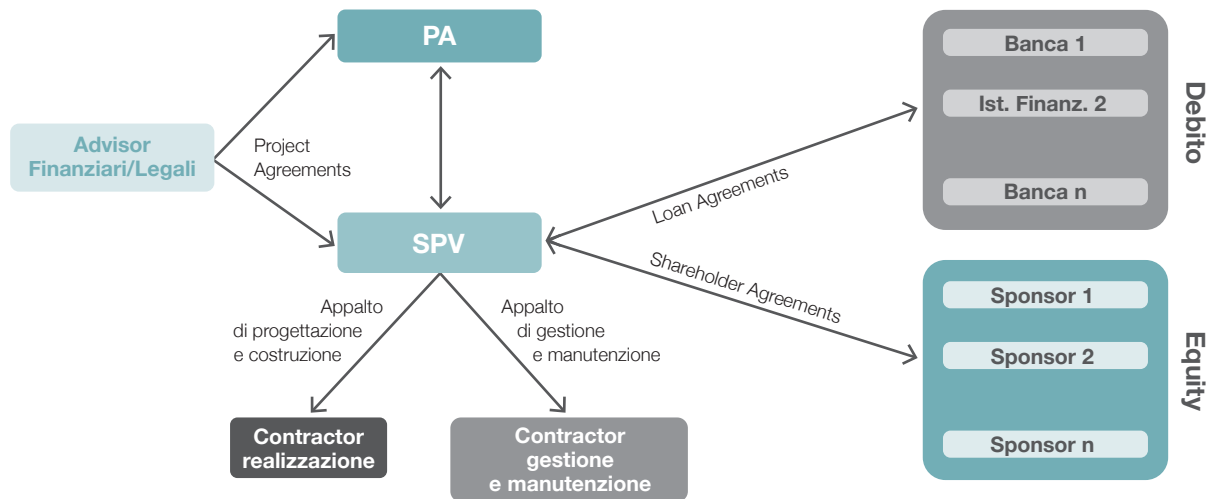 PA
Advisor
Finanziari/Legali
Project
Agreements
SPV
Loan Agreements
Shareholder Agreements
Banca 1
Ist. Finanz. 2
Banca n
Debito
Sponsor 1
Sponsor 2
Sponsor n
Equity
Appalto
di progettazione
e costruzione
Appalto
di gestione
e manutenzione
Contractor
realizzazione
Contractor
gestione
e manutenzione